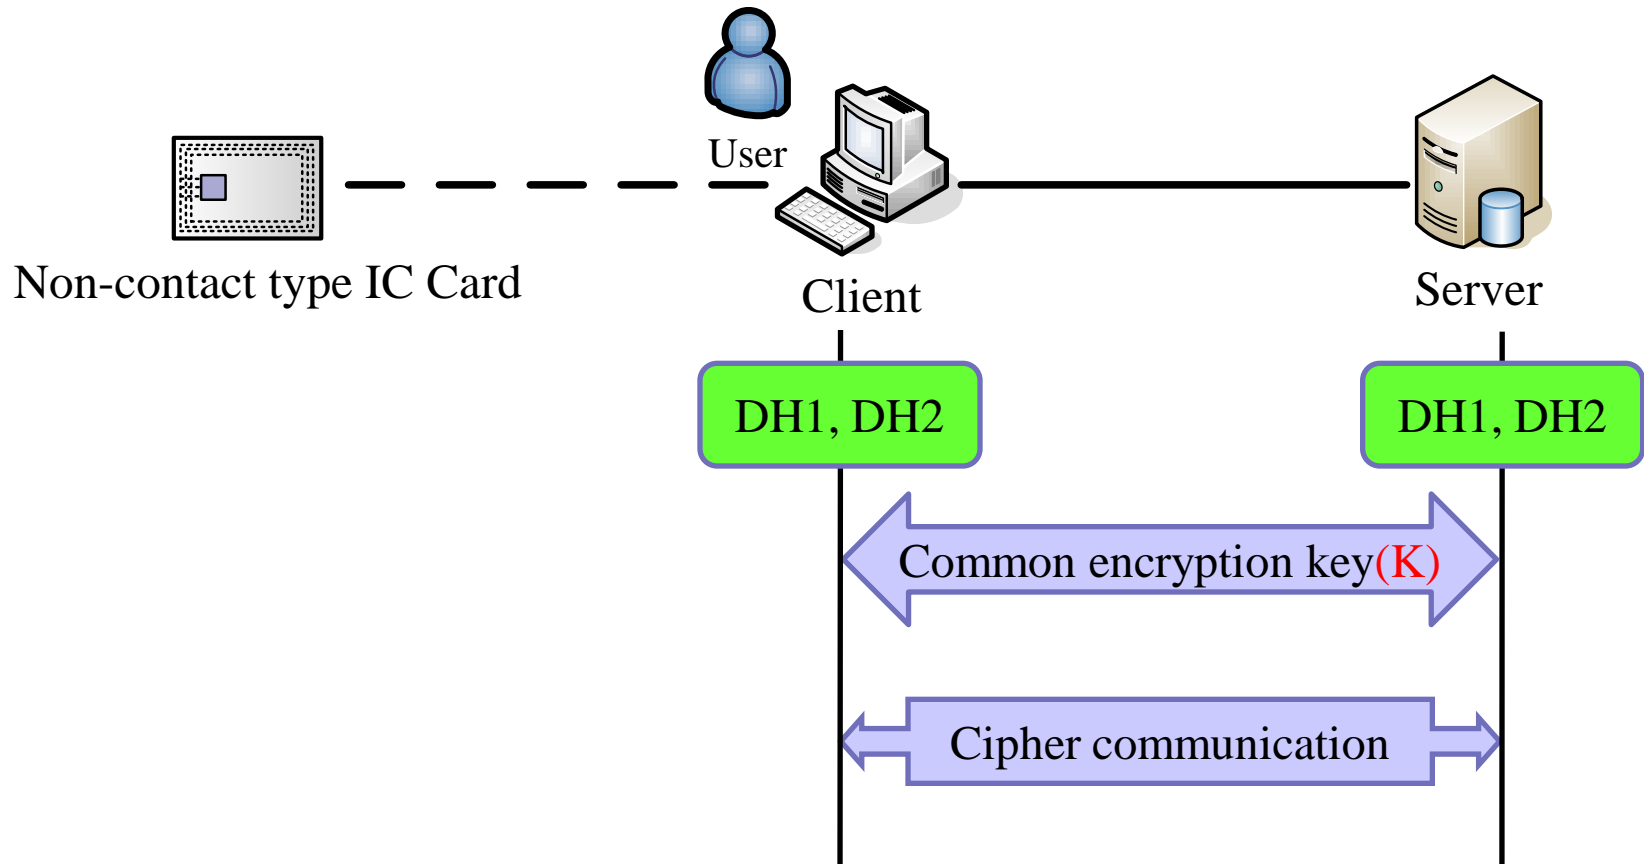 User
Non-contact type IC Card
Client
Server
DH1, DH2
DH1, DH2
Common encryption key(K)
Cipher communication